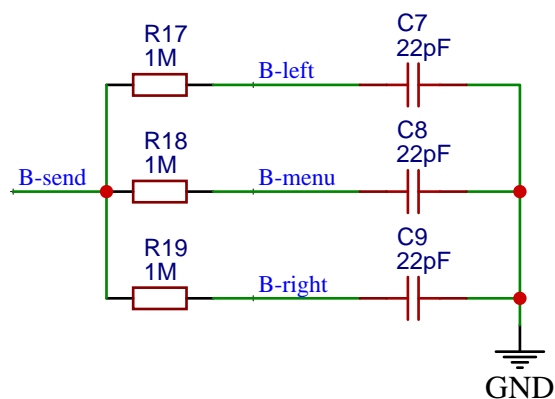 R17
1M
B-left
C7
22pF
R18
1M
B-send
B-menu
C8
22pF
R19
1M
B-right
C9
22pF
GND